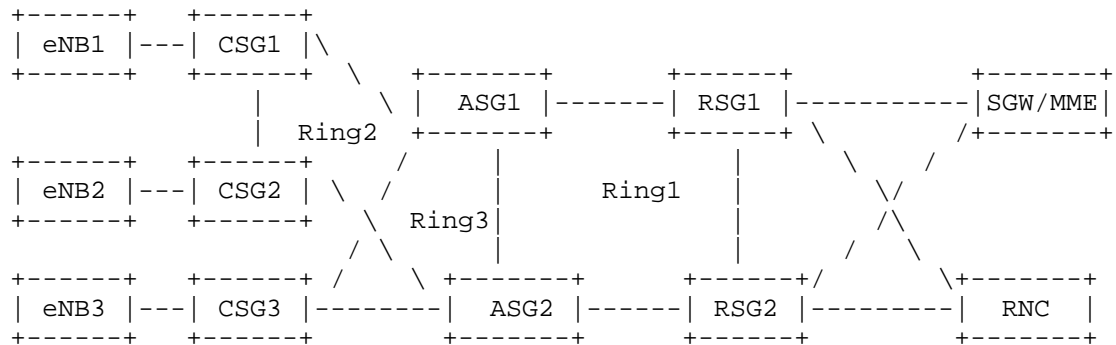 eNB1 CSG1
ASG1 RSG1 SGW/MME
Ring2
eNB2 CSG2 Ring1
Ring3
eNB3 CSG3 ASG2 RSG2 RNC